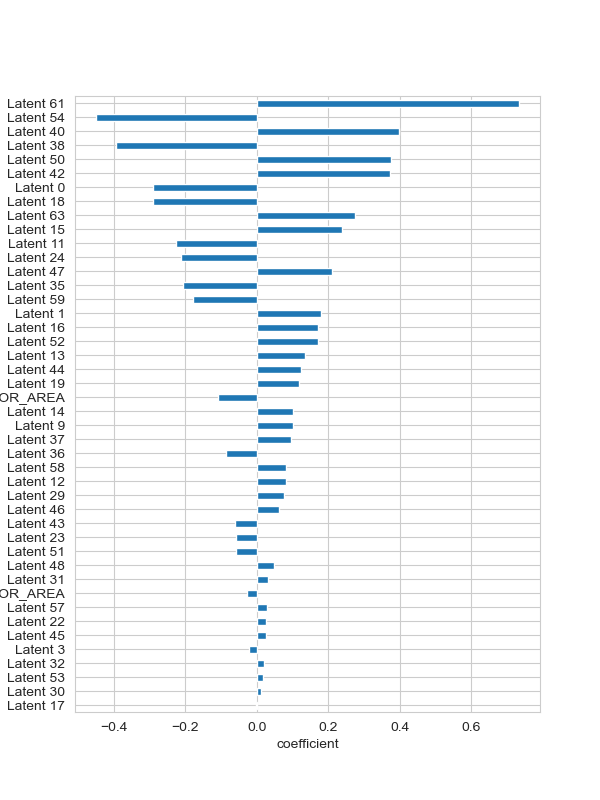 Latent 61
Latent 54
Latent 40
Latent 38
Latent 50
Latent 42
Latent 0
Latent 18
Latent 63
Latent 15
Latent 11
Latent 24
Latent 47
Latent 35
Latent 59
Latent 1
Latent 16
Latent 52
Latent 13
Latent 44
Latent 19
OR_AREA
Latent 14
Latent 9
Latent 37
Latent 36
Latent 58
Latent 12
Latent 29
Latent 46
Latent 43
Latent 23
Latent 51
Latent 48
Latent 31
OR_AREA
Latent 57
Latent 22
Latent 45
Latent 3
Latent 32
Latent 53
Latent 30
Latent 17
−0.4 −0.2 0.0 0.2 0.4 0.6
coefficient